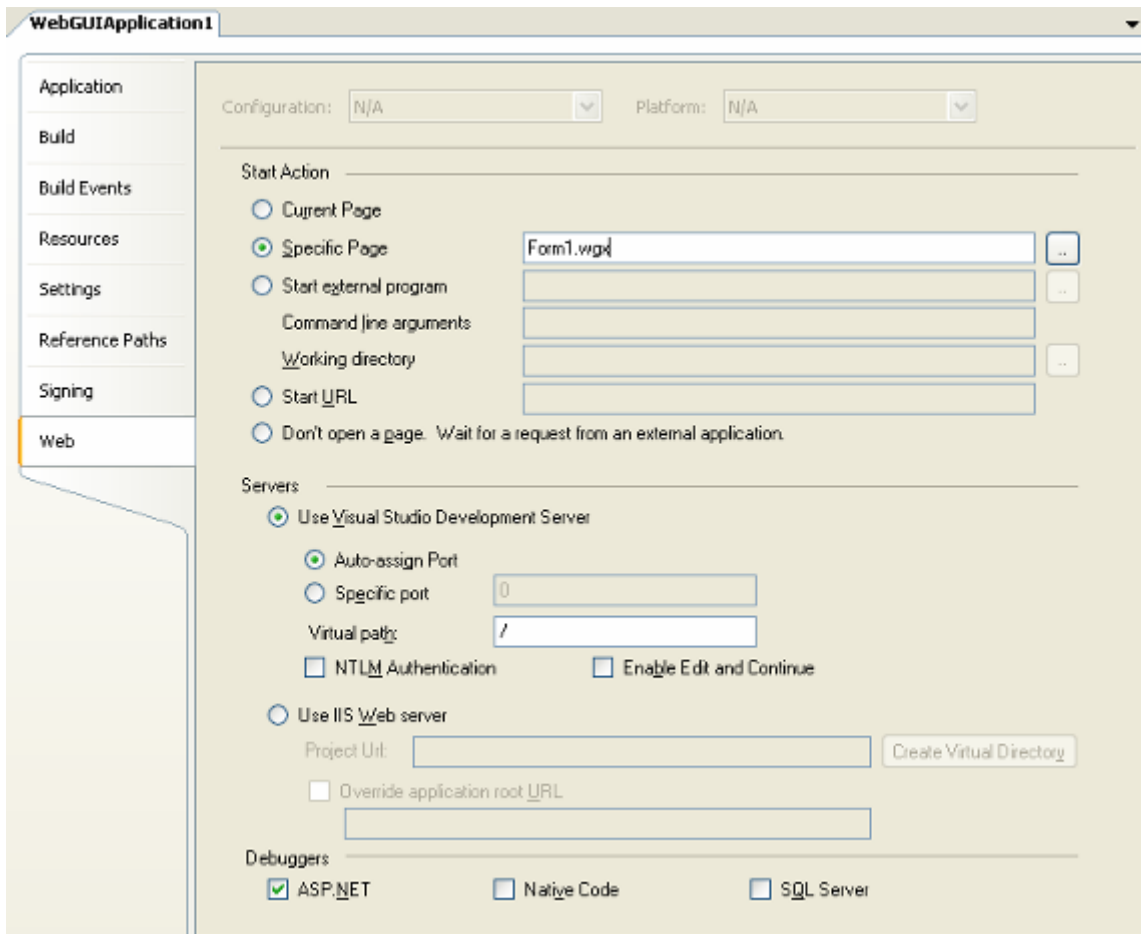 WebGUIApplication1
Application
Build
Build Events
Resources
Settings
Reference Paths
Signing
Web
Configuration: N/A Platform: N/A
Start Action
Current Page
Specific Page Form1.wgx ..
Start external program ..
Command line arguments
Working directory ..
Start URL
Don't open a page. Wait for a request from an external application.
Servers
Use Visual Studio Development Server
Auto-assign Port
Specific port 0
Virtual path: /
NTLM Authentication Enable Edit and Continue
Use IIS Web server
Project Url: Create Virtual Directory
Override application root URL
Debuggers
ASP.NET Native Code SQL Server